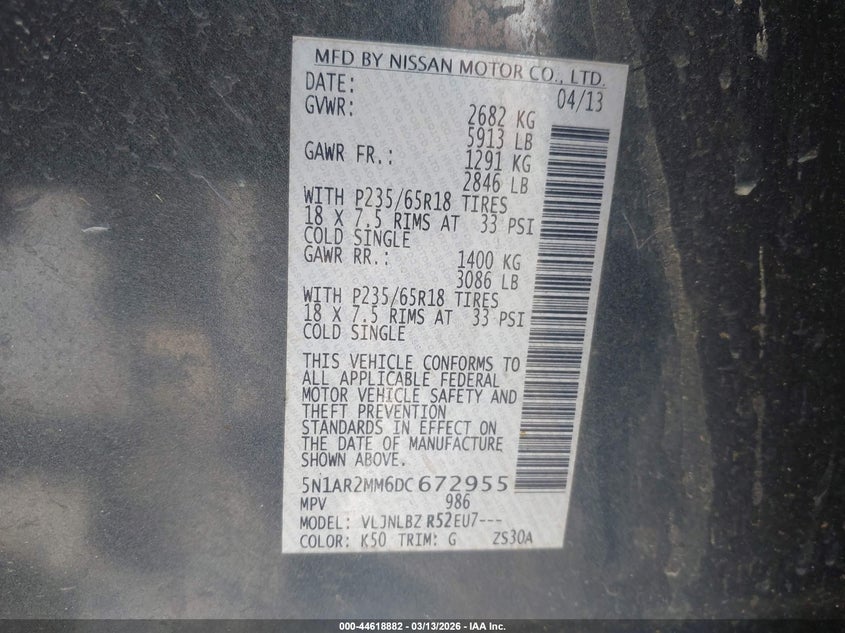 MFD BY NISSAN MOTOR CO., LTD.
DATE: 04/13
GVWR: 2682 KG
5913 LB
GAWR FR.: 1291 KG
2846 LB
WITH P235/65R18 TIRES
18 X 7.5 RIMS AT 33 PSI
COLD SINGLE
GAWR RR.: 1400 KG
3086 LB
WITH P235/65R18 TIRES
18 X 7.5 RIMS AT 33 PSI
COLD SINGLE
THIS VEHICLE CONFORMS TO
ALL APPLICABLE FEDERAL
MOTOR VEHICLE SAFETY AND
THEFT PREVENTION
STANDARDS IN EFFECT ON
THE DATE OF MANUFACTURE
SHOWN ABOVE.
5N1AR2MM6DC672955
MPV 986
MODEL: VLJNLBZ R52EU7---
COLOR: K50 TRIM: G ZS30A
000-44618882 - 03/13/2026 - IAA Inc.